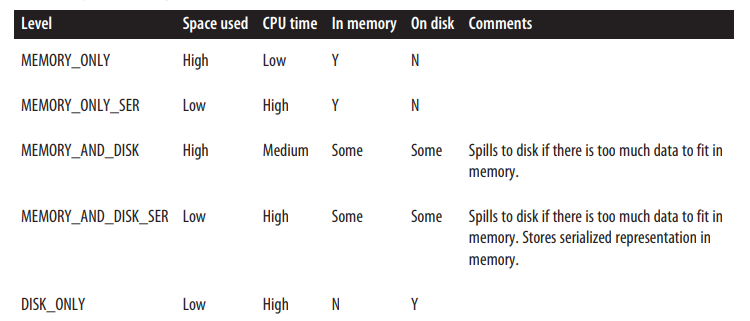 Level Space used CPU time In memory On disk Comments
MEMORY_ONLY High Low Y N
MEMORY_ONLY_SER Low High Y N
MEMORY_AND_DISK High Medium Some Some Spills to disk if there is too much data to fit in
memory.
MEMORY_AND_DISK_SER Low High Some Some Spills to disk if there is too much data to fit in
memory. Stores serialized representation in
memory.
DISK_ONLY Low High N Y